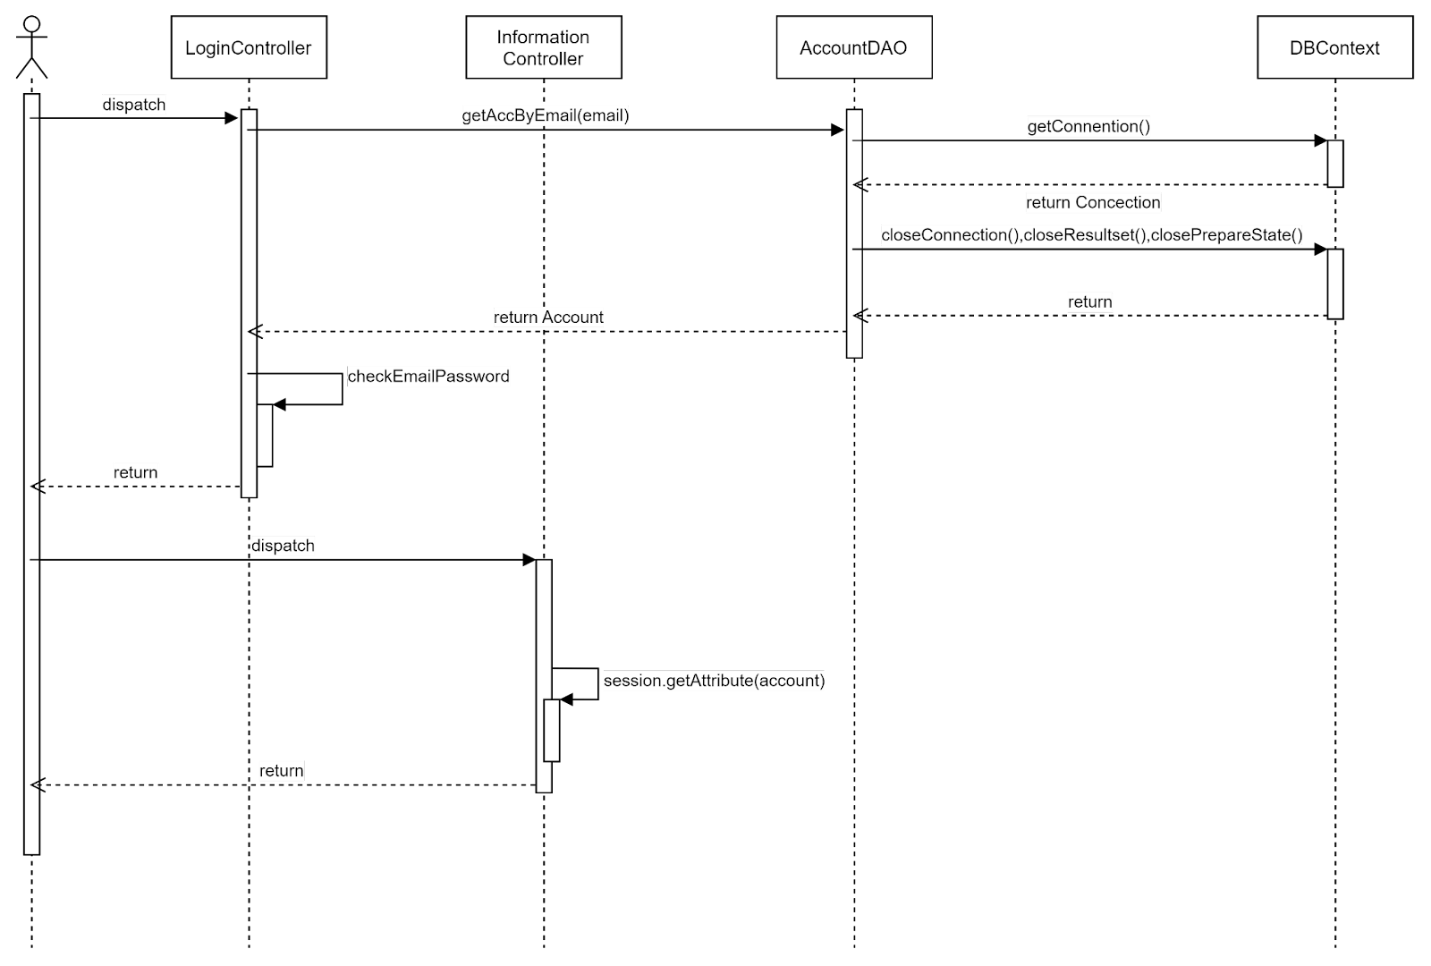 LoginController
Information
Controller
AccountDAO
DBContext
dispatch
getAccByEmail(email)
getConnention()
return Concection
closeConnection(),closeResultset(),closePrepareState()
return
return Account
checkEmailPassword
return
dispatch
session.getAttribute(account)
return